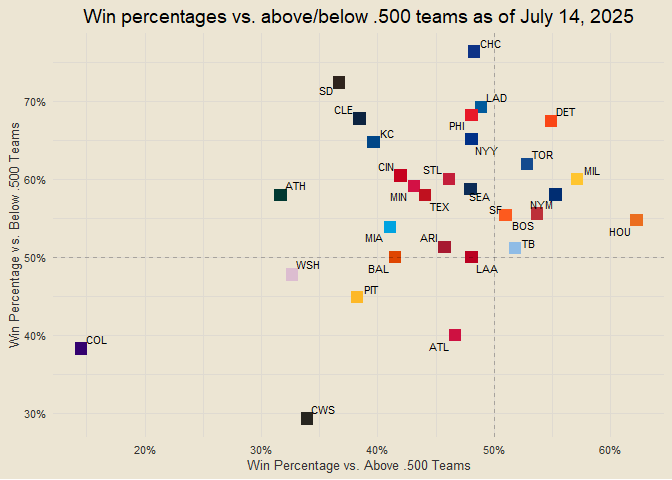 Win percentages vs. above/below .500 teams as of July 14, 2025
CHC
SD
LAD
CLE
PHI
DET
KC
NYY
TOR
CIN
STL
MIL
ATH
MIN
TEX
SEA
SF
NYM
BOS
HOU
MIA
ARI
TB
BAL
LAA
WSH
PIT
COL
ATL
CWS
70%
60%
50%
40%
30%
Win Percentage vs. Below .500 Teams
20%
30%
40%
50%
60%
Win Percentage vs. Above .500 Teams